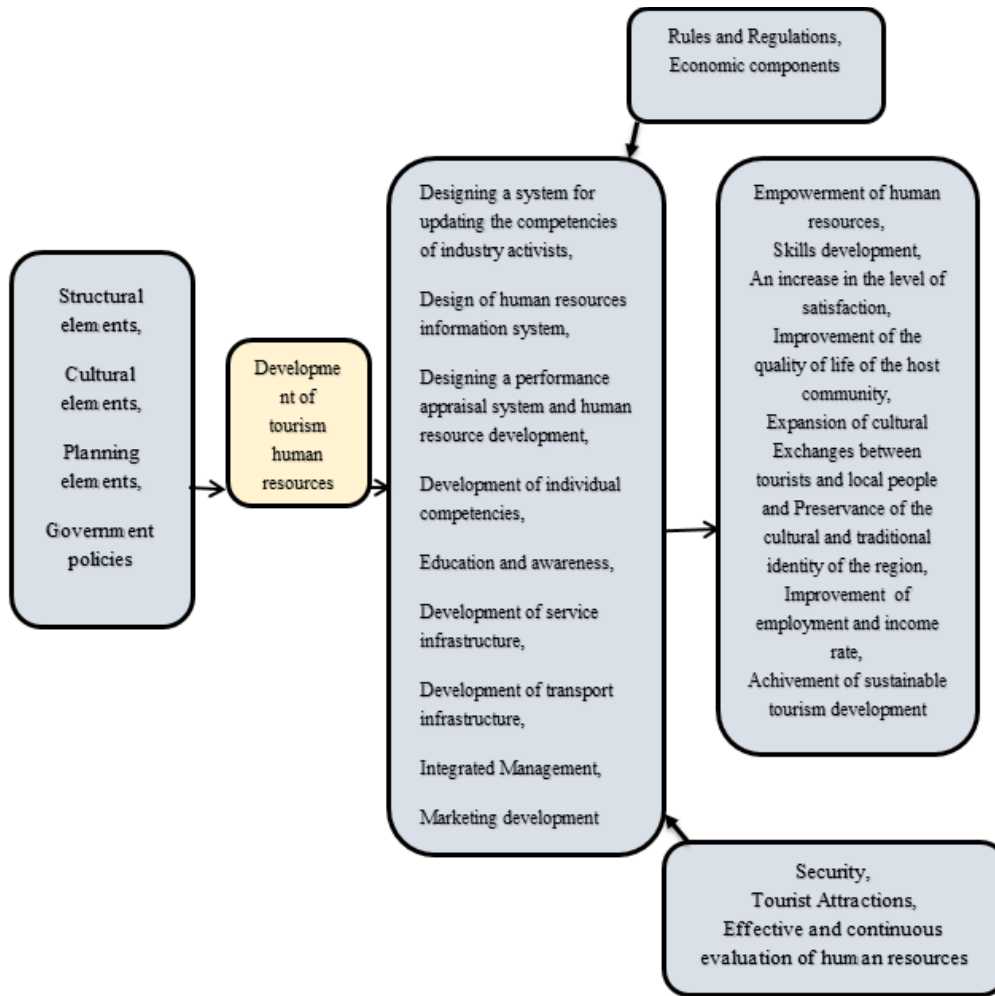 Rules and Regulations,
Economic components
Structural
elements,
Cultural
elements,
Planning
elements,
Government
policies
Developme
nt of
tourism
human
resources
Designing a system for
updating the competencies
of industry activists,
Design of human resources
information system,
Designing a performance
appraisal system and human
resource development,
Development of individual
competencies,
Education and awareness,
Development of service
infrastructure,
Development of transport
infrastructure,
Integrated Management,
Marketing development
Empowerment of human
resources,
Skills development,
An increase in the level of
satisfaction,
Improvement of the
quality of life of the host
community,
Expansion of cultural
Exchanges between
tourists and local people
and Preservance of the
cultural and traditional
identity of the region,
Improvement of
employment and income
rate,
Achivement of sustainable
tourism development
Security,
Tourist Attractions,
Effective and continuous
evaluation of human resources